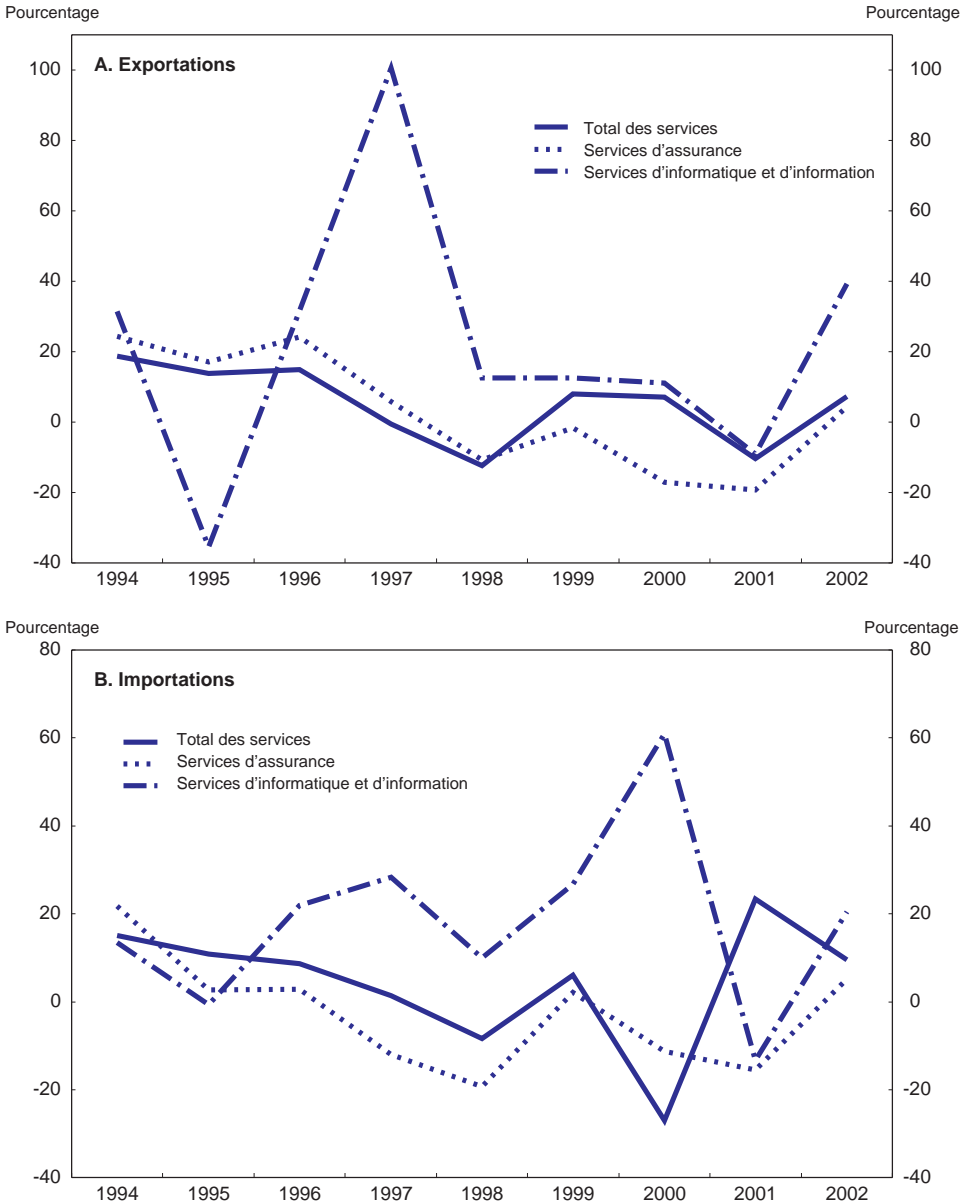 Pourcentage Pourcentage
A. Exportations
100 100
Total des services
80 80
Services d'assurance
Services d'informatique et d'information
60 60
40 40
20 20
0 0
-20 -20
-40 -40
1994 1995 1996 1997 1998 1999 2000 2001 2002
Pourcentage Pourcentage
80 80
B. Importations
Total des services
60 60
Services d'assurance
Services d'informatique et d'information
40 40
20 20
0 0
-20 -20
-40 -40
1994 1995 1996 1997 1998 1999 2000 2001 2002